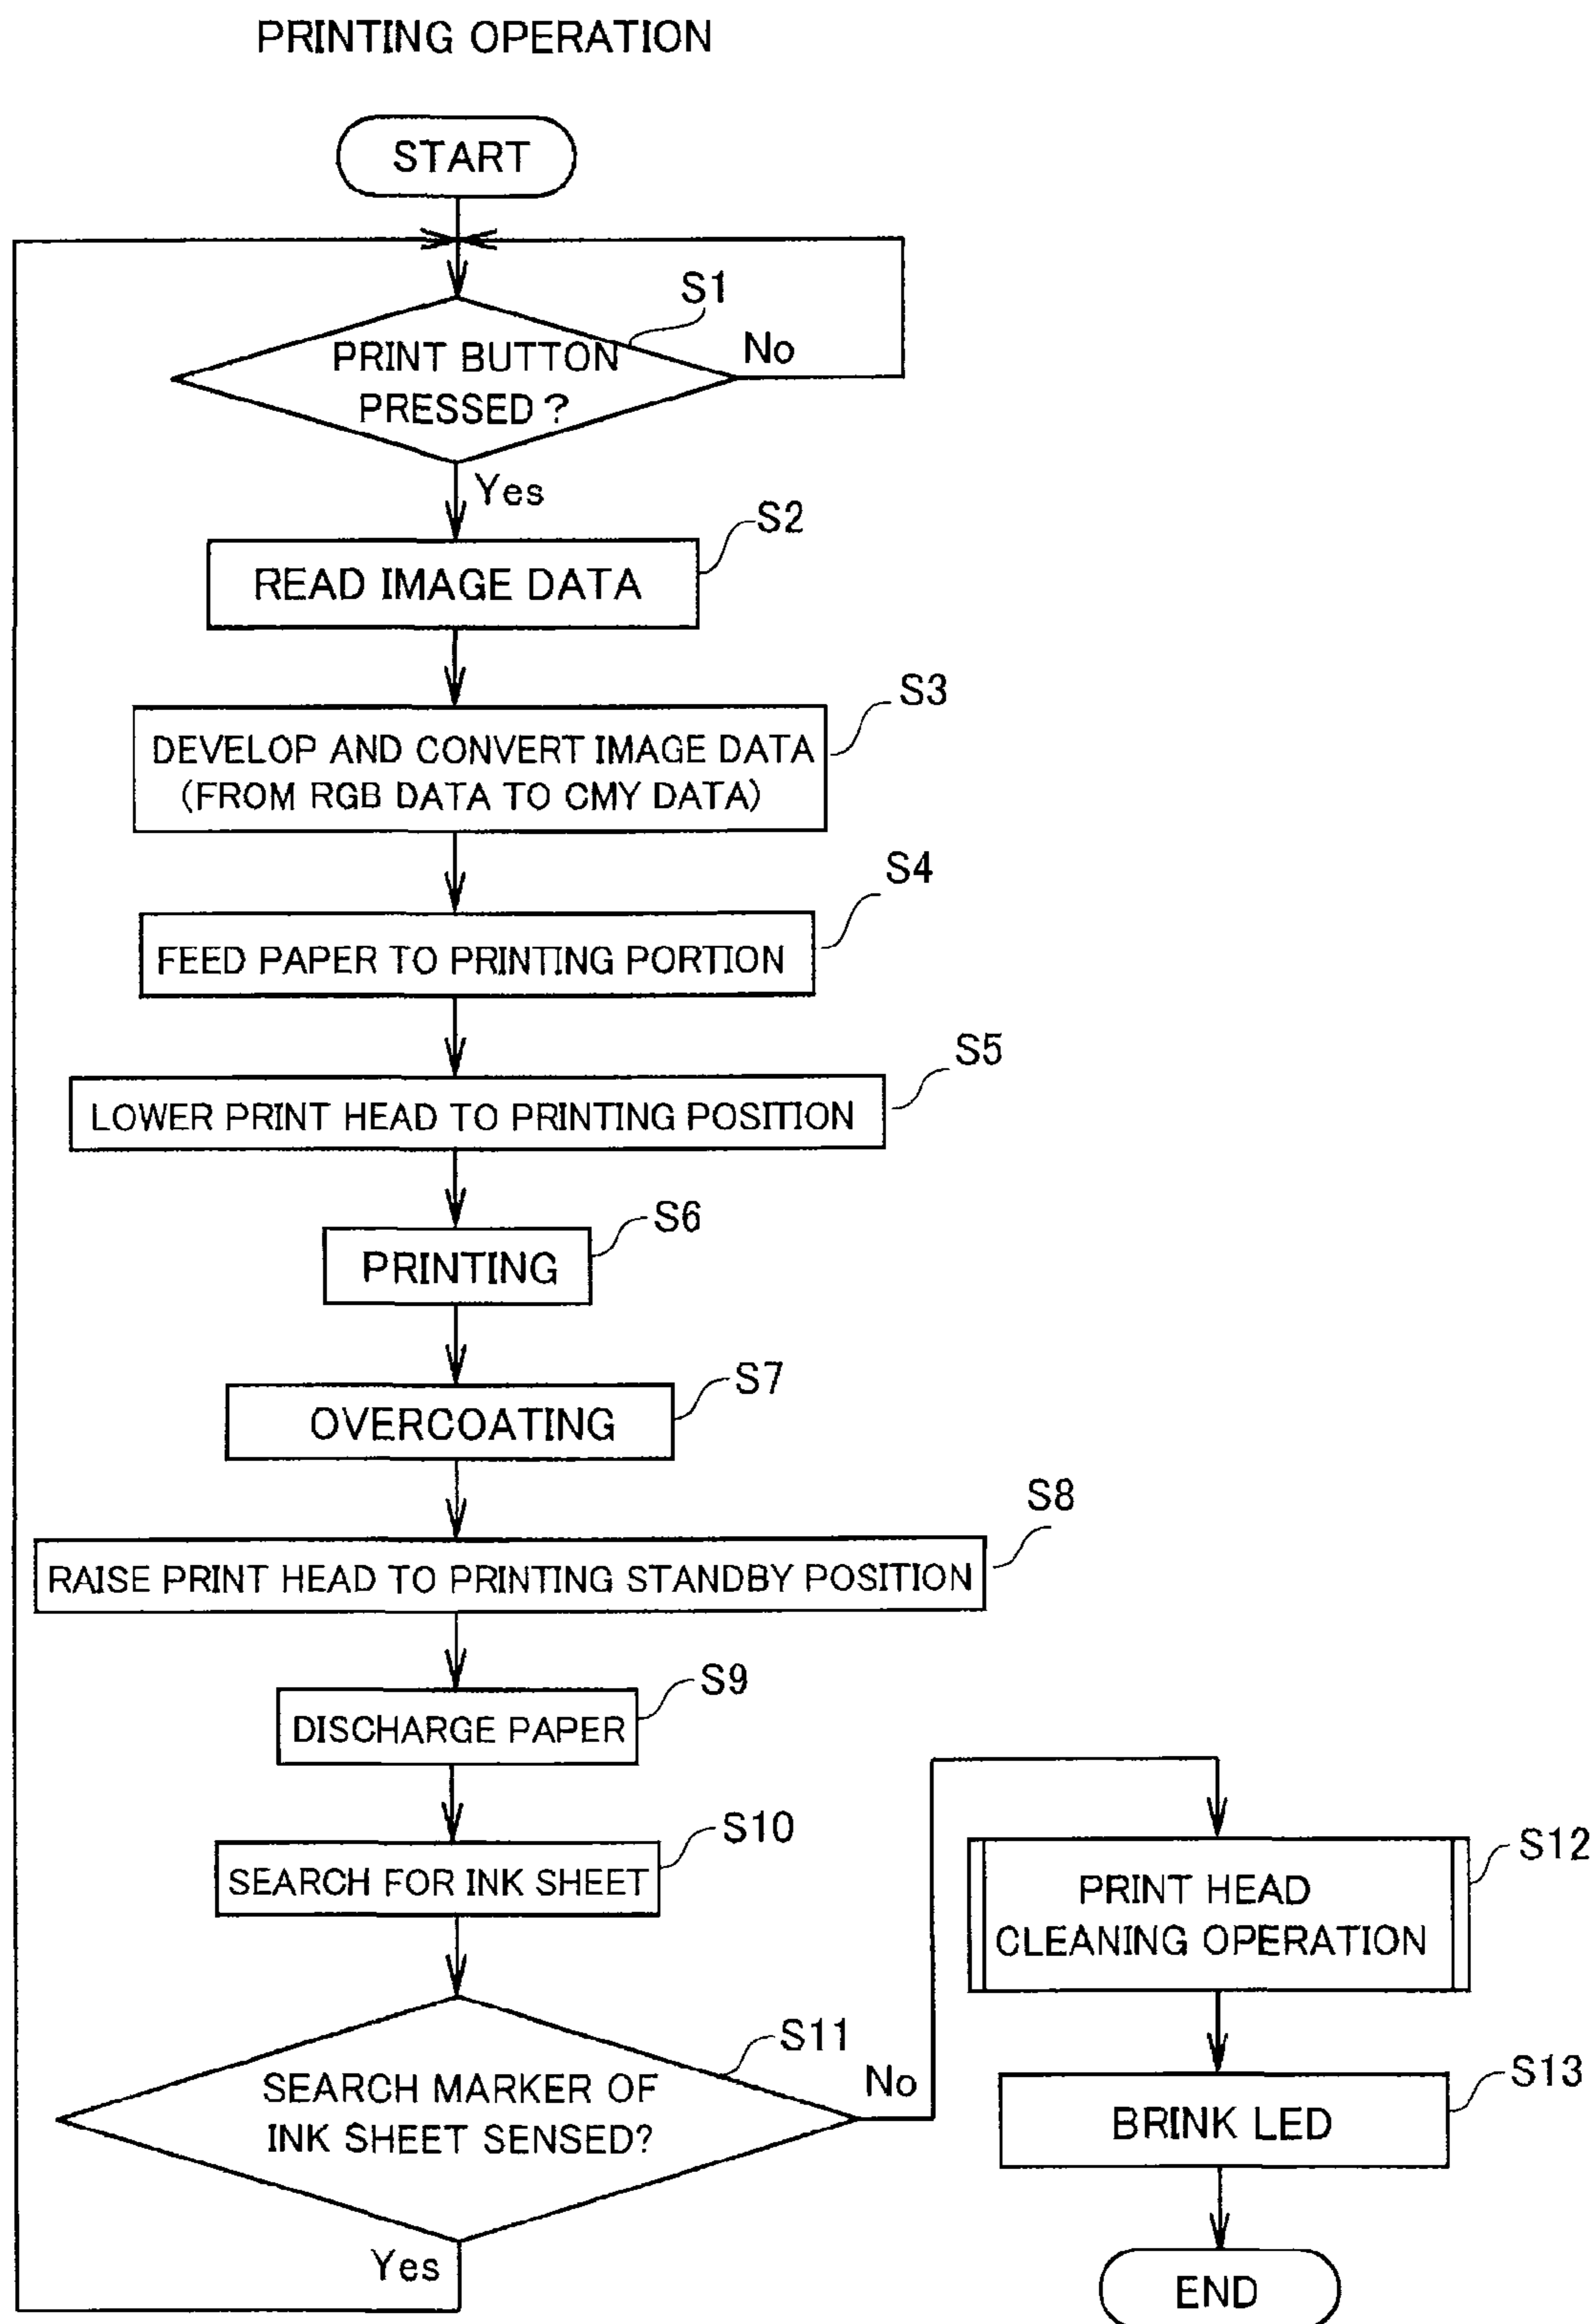 PRINTING OPERATION
START
S1
PRINT BUTTON
PRESSED?
No
Yes
S2
READ IMAGE DATA
S3
DEVELOP AND CONVERT IMAGE DATA
(FROM RGB DATA TO CMY DATA)
S4
FEED PAPER TO PRINTING PORTION
S5
LOWER PRINT HEAD TO PRINTING POSITION
S6
PRINTING
S7
OVERCOATING
S8
RAISE PRINT HEAD TO PRINTING STANDBY POSITION
S9
DISCHARGE PAPER
S10
SEARCH FOR INK SHEET
S11
SEARCH MARKER OF
INK SHEET SENSED?
No
Yes
S12
PRINT HEAD
CLEANING OPERATION
S13
BRINK LED
END